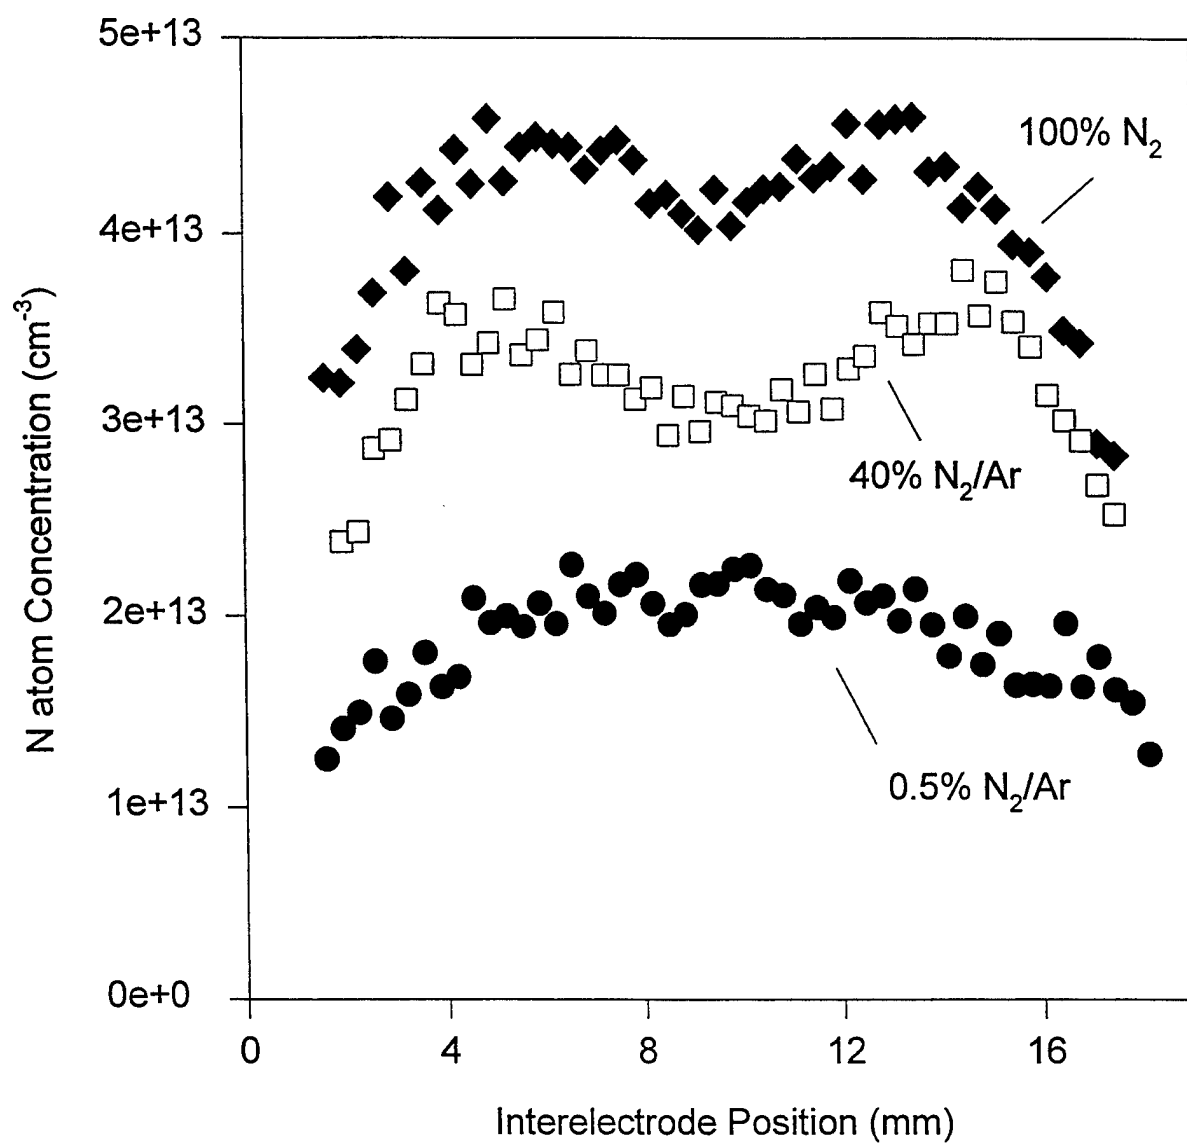 5e+13
4e+13
3e+13
2e+13
1e+13
0e+0
N atom Concentration (cm⁻³)
100% N₂
40% N₂/Ar
0.5% N₂/Ar
0 4 8 12 16
Interelectrode Position (mm)